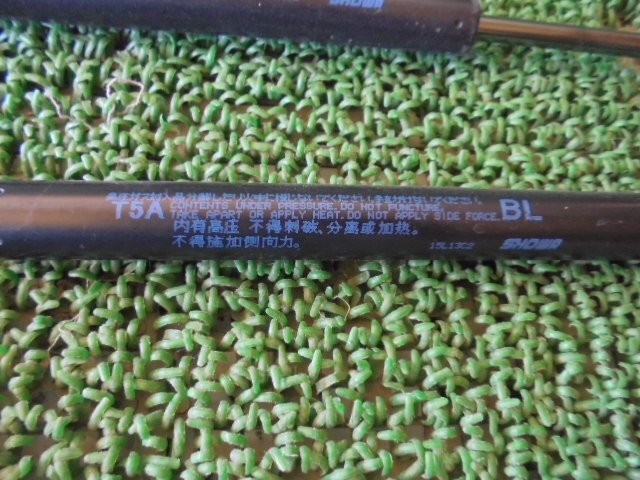 SHOWA
T5A
CONTENTS UNDER PRESSURE. DO NOT PUNCTURE.
TAKE APART OR APPLY HEAT. DO NOT APPLY SIDE FORCE.
BL
内有高压 不得刺破、分离或加热。
不得施加侧向力。
15L13C2 SHOWA